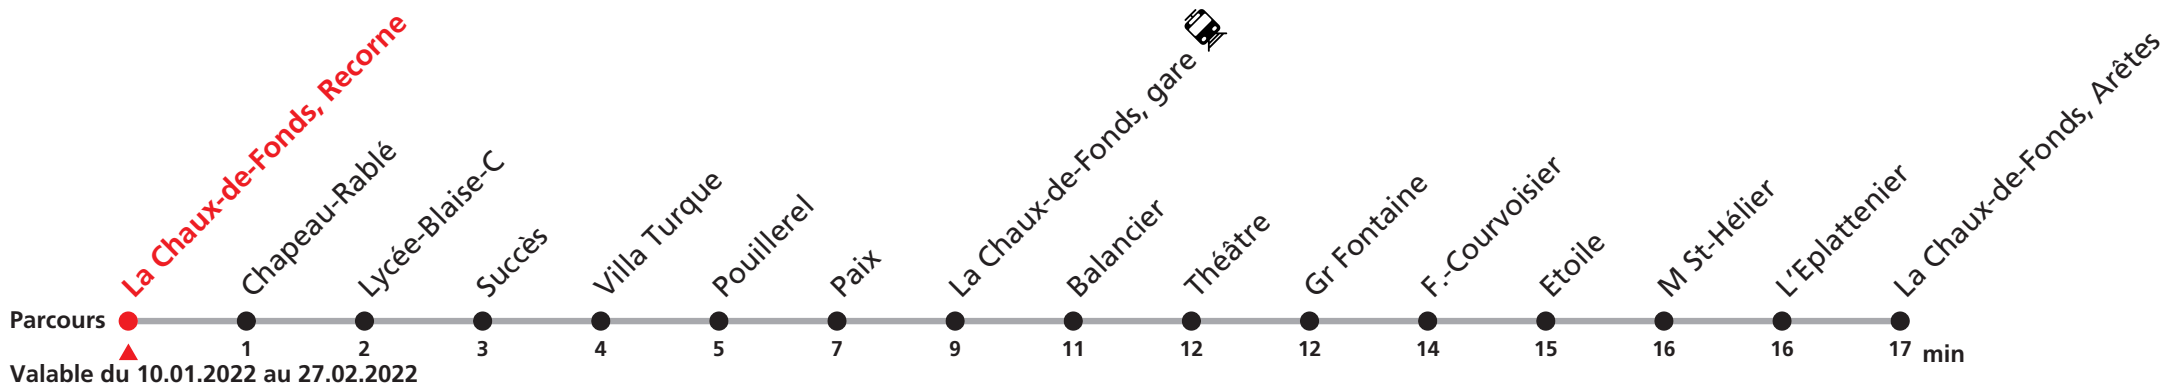 La Chaux-de-Fonds, Recorne
Chapeau-Rablé
Lycée-Blaise-C
Succès
Villa Turque
Pouillerel
Paix
La Chaux-de-Fonds, gare
Balancier
Théâtre
Gr Fontaine
F.-Courvoisier
Etoile
M St-Hélier
L'Eplattenier
La Chaux-de-Fonds, Arêtes
Parcours
1 2 3 4 5 7 9 11 12 12 14 15 16 16 17 min
Valable du 10.01.2022 au 27.02.2022